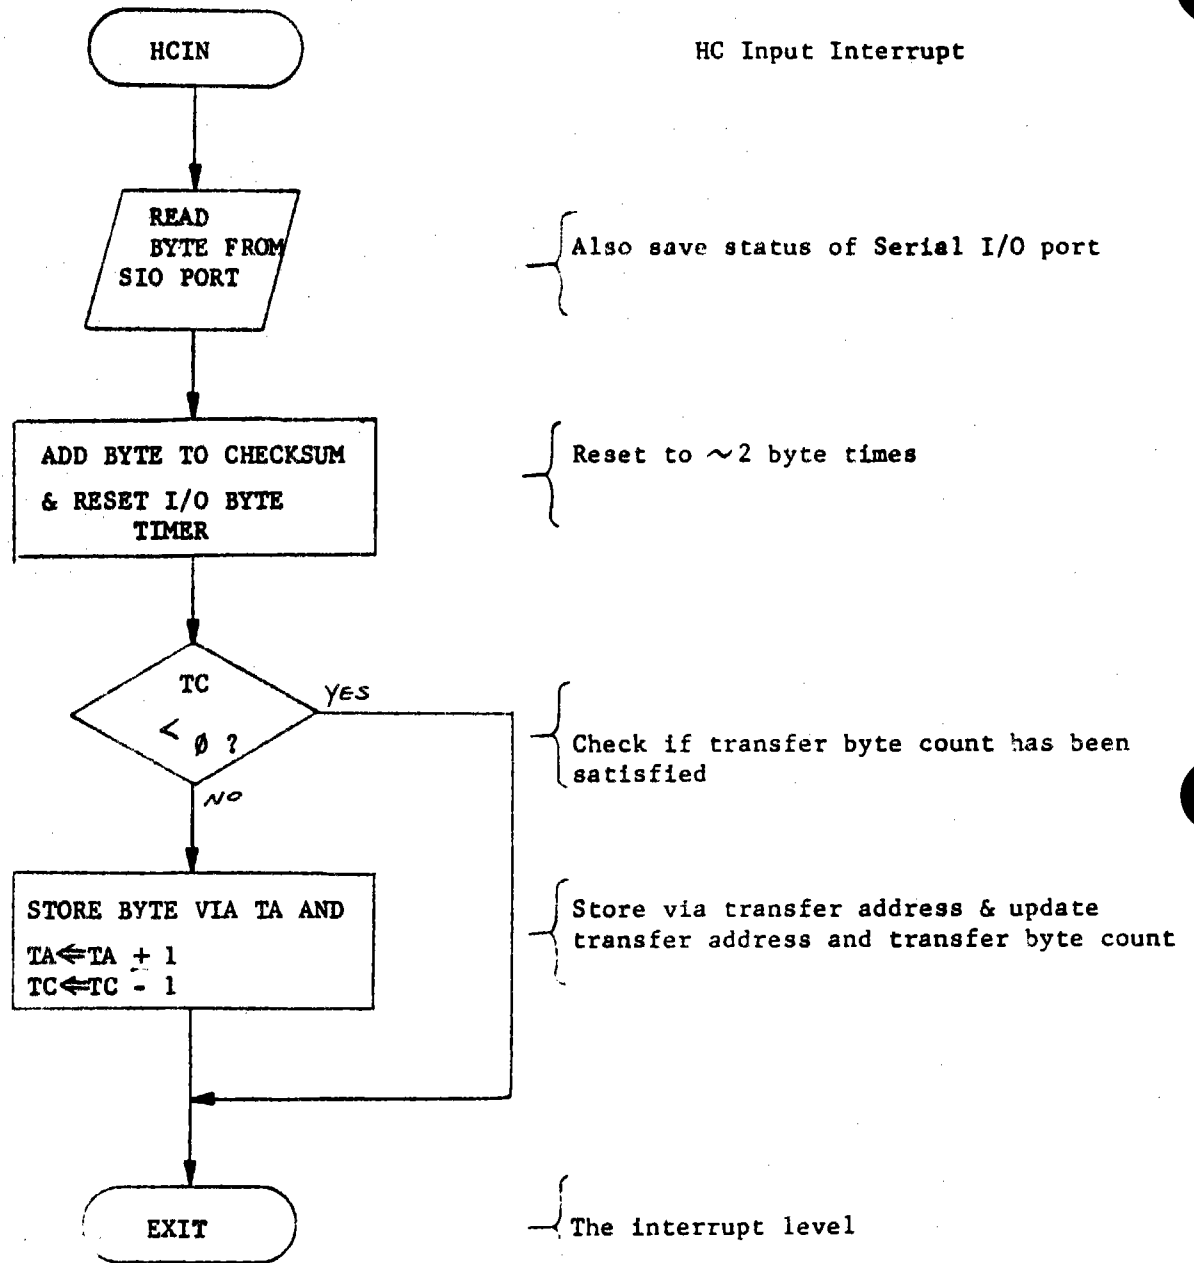 HCIN
HC Input Interrupt
READ
BYTE FROM
SIO PORT
Also save status of Serial I/O port
ADD BYTE TO CHECKSUM
& RESET I/O BYTE
TIMER
Reset to ~2 byte times
TC
< ø ?
YES
NO
Check if transfer byte count has been
satisfied
STORE BYTE VIA TA AND
TA⇐TA + 1
TC⇐TC - 1
Store via transfer address & update
transfer address and transfer byte count
EXIT
The interrupt level